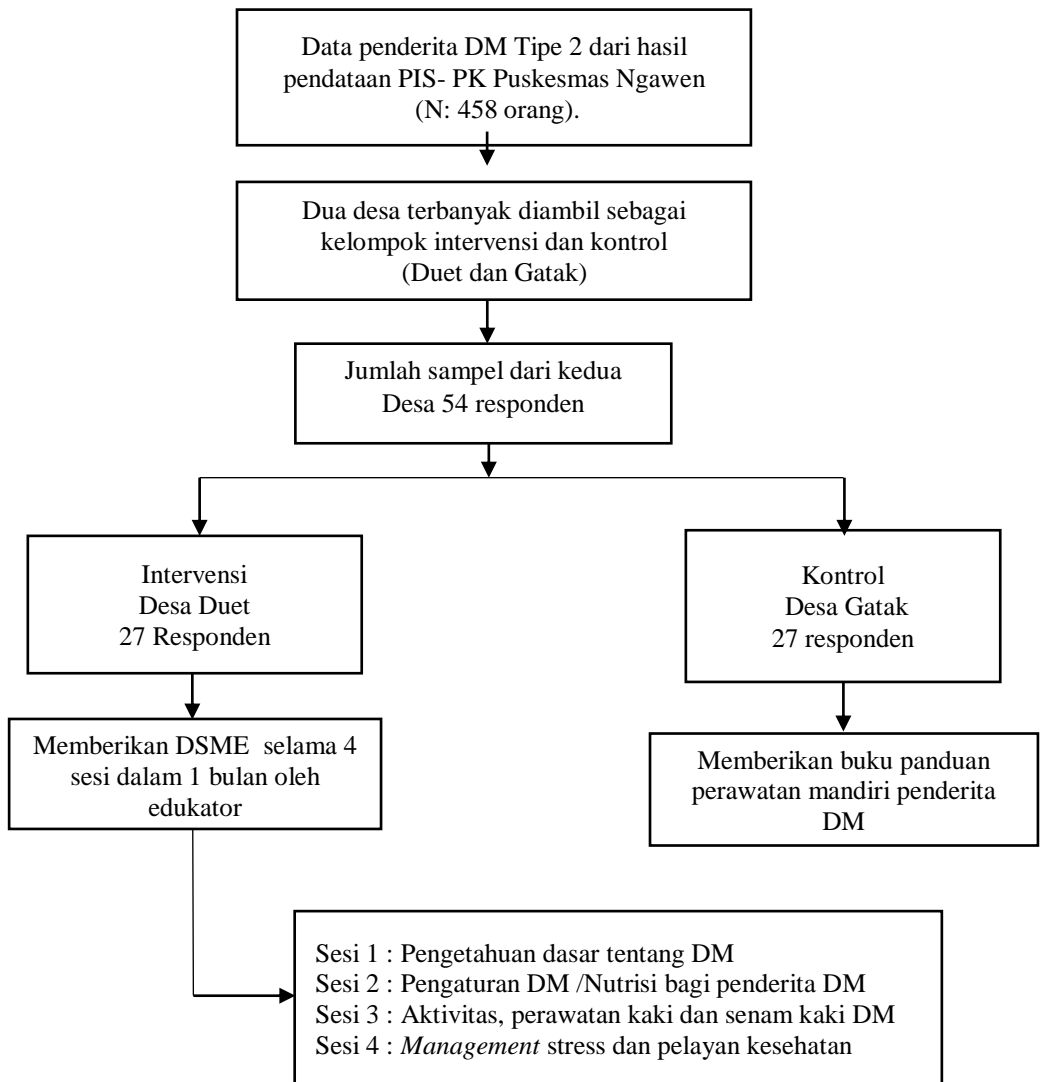 Data penderita DM Tipe 2 dari hasil
pendataan PIS- PK Puskesmas Ngawen
(N: 458 orang).
Dua desa terbanyak diambil sebagai
kelompok intervensi dan kontrol
(Duet dan Gatak)
Jumlah sampel dari kedua
Desa 54 responden
Intervensi
Desa Duet
27 Responden
Kontrol
Desa Gatak
27 responden
Memberikan DSME selama 4
sesi dalam 1 bulan oleh
edukator
Memberikan buku panduan
perawatan mandiri penderita
DM
Sesi 1 : Pengetahuan dasar tentang DM
Sesi 2 : Pengaturan DM /Nutrisi bagi penderita DM
Sesi 3 : Aktivitas, perawatan kaki dan senam kaki DM
Sesi 4 : Management stress dan pelayan kesehatan